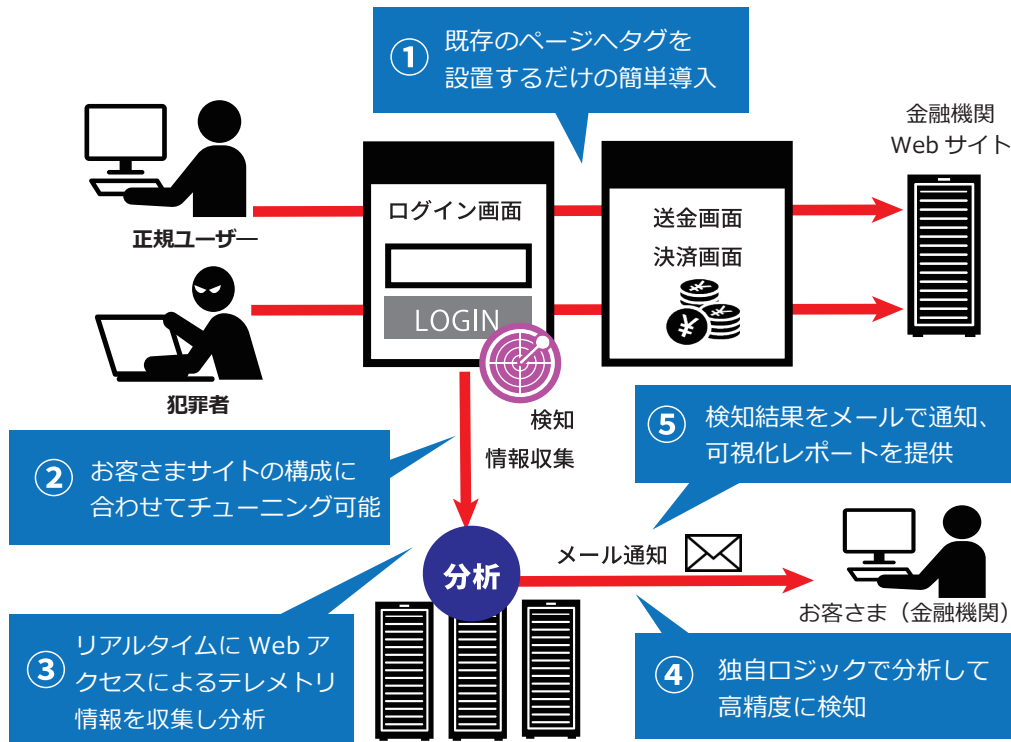 ① 既存のページへタグを
設置するだけの簡単導入
金融機関
Web サイト
正規ユーザー
ログイン画面
LOGIN
送金画面
決済画面
犯罪者
検知
情報収集
② お客さまサイトの構成に
合わせてチューニング可能
⑤ 検知結果をメールで通知、
可視化レポートを提供
分析
メール通知
お客さま（金融機関）
③ リアルタイムに Web ア
クセスによるテレメトリ
情報を収集し分析
④ 独自ロジックで分析して
高精度に検知